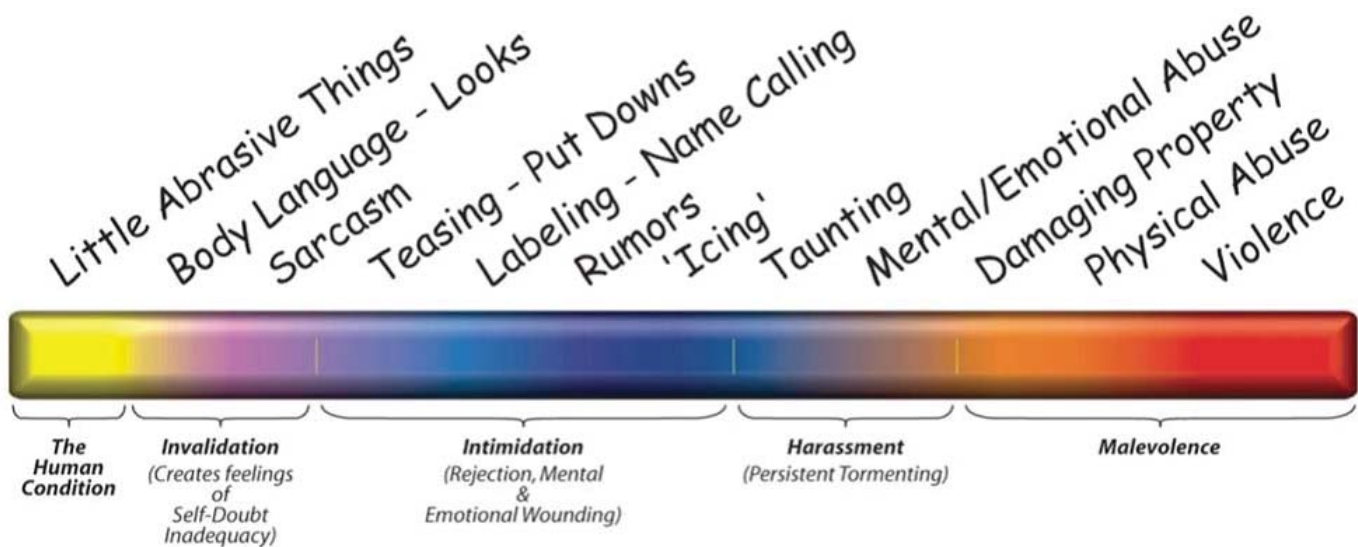 Little Abrasive Things
Body Language - Looks
Sarcasm
Teasing - Put Downs
Labeling - Name Calling
Rumors
'Icing'
Taunting
Mental/Emotional Abuse
Damaging Property
Physical Abuse
Violence
The
Human
Condition
Invalidation
(Creates feelings
of
Self-Doubt
Inadequacy)
Intimidation
(Rejection, Mental
&
Emotional Wounding)
Harassment
(Persistent Tormenting)
Malevolence